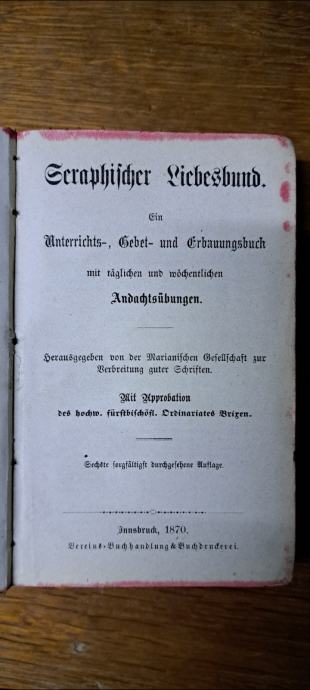 Seraphischer Liebesbund.
Ein
Unterrichts-, Gebet- und Erbauungsbuch
mit täglichen und wöchentlichen
Andachtsübungen.
Herausgegeben von der Marianischen Gesellschaft zur
Verbreitung guter Schriften.
Mit Approbation
des hochw. fürstbischöfl. Ordinariates Brixen.
Sechste sorgfältigst durchgesehene Auflage.
Innsbruck, 1870.
Vereins-Buchhandlung & Buchdruckerei.